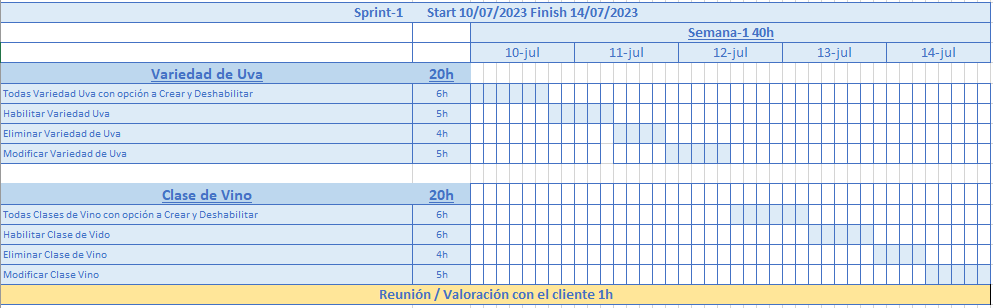 Sprint-1 Start 10/07/2023 Finish 14/07/2023
Semana-1 40h
10-jul 11-jul 12-jul 13-jul 14-jul
Variedad de Uva 20h
Todas Variedad Uva con opción a Crear y Deshabilitar 6h
Habilitar Variedad Uva 5h
Eliminar Variedad de Uva 4h
Modificar Variedad de Uva 5h
Clase de Vino 20h
Todas Clases de Vino con opción a Crear y Deshabilitar 6h
Habilitar Clase de Vido 6h
Eliminar Clase de Vino 4h
Modificar Clase Vino 5h
Reunión / Valoración con el cliente 1h